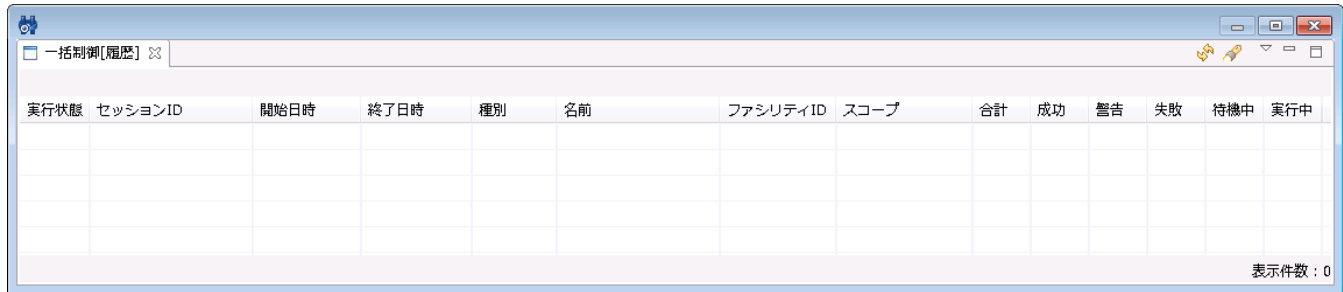 一括制御[履歴]
実行状態 セッションID 開始日時 終了日時 種別 名前 ファシリティID スコープ 合計 成功 警告 失敗 待機中 実行中
表示件数：0